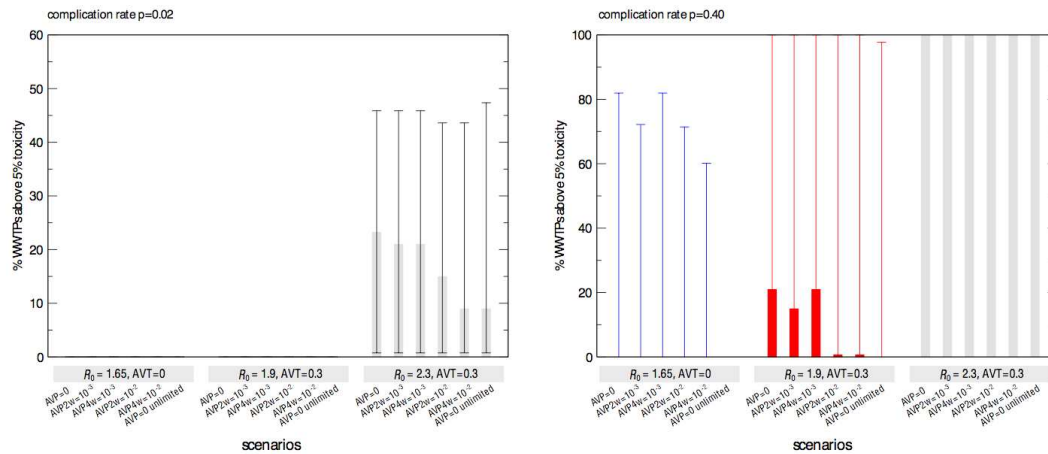 complication rate p=0.02
60
50
40
30
20
10
0
% WWTPs above 5% toxicity
R0 = 1.65, AVT=0
R0 = 1.9, AVT=0.3
R0 = 2.3, AVT=0.3
AVP=0
AVP2w=10-3
AVP4w=10-3
AVP2w=10-2
AVP4w=10-2
AVP=0 unlimited
AVP=0
AVP2w=10-3
AVP4w=10-3
AVP2w=10-2
AVP4w=10-2
AVP=0 unlimited
AVP=0
AVP2w=10-3
AVP4w=10-3
AVP2w=10-2
AVP4w=10-2
AVP=0 unlimited
scenarios
complication rate p=0.40
100
80
60
40
20
0
% WWTPs above 5% toxicity
R0 = 1.65, AVT=0
R0 = 1.9, AVT=0.3
R0 = 2.3, AVT=0.3
AVP=0
AVP2w=10-3
AVP4w=10-3
AVP2w=10-2
AVP4w=10-2
AVP=0 unlimited
AVP=0
AVP2w=10-3
AVP4w=10-3
AVP2w=10-2
AVP4w=10-2
AVP=0 unlimited
AVP=0
AVP2w=10-3
AVP4w=10-3
AVP2w=10-2
AVP4w=10-2
AVP=0 unlimited
scenarios